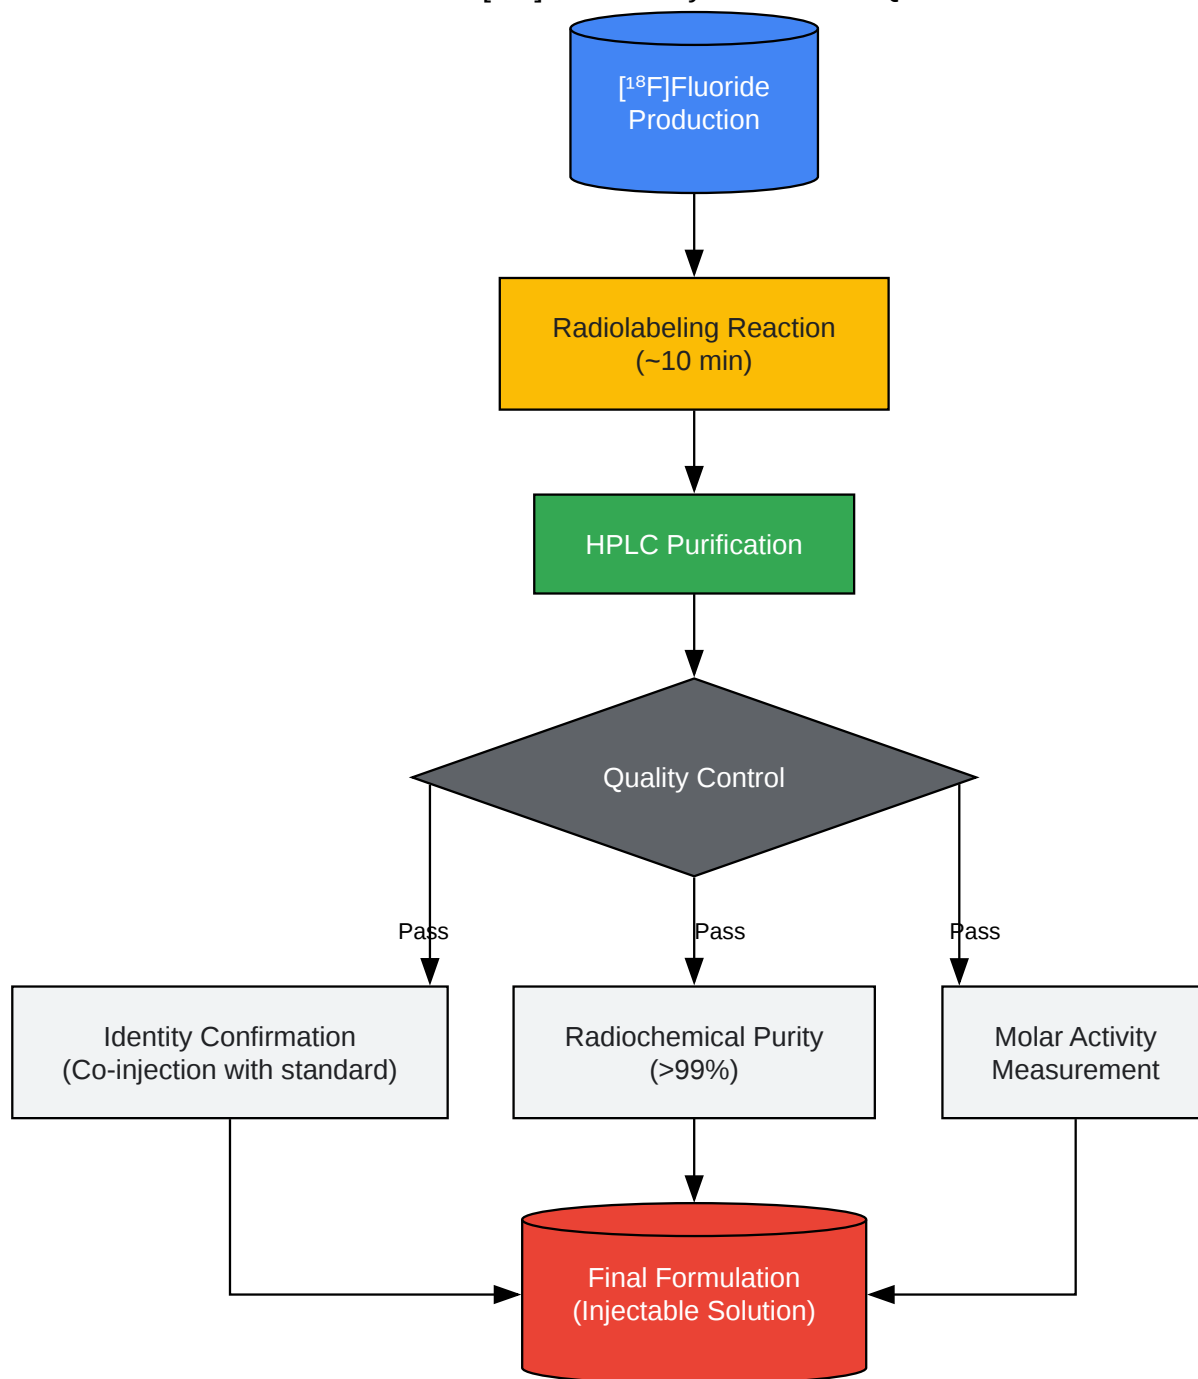 [¹⁸F]Fluoride
Production
Radiolabeling Reaction
(~10 min)
HPLC Purification
Quality Control
Pass
Pass
Pass
Identity Confirmation
(Co-injection with standard)
Radiochemical Purity
(>99%)
Molar Activity
Measurement
Final Formulation
(Injectable Solution)